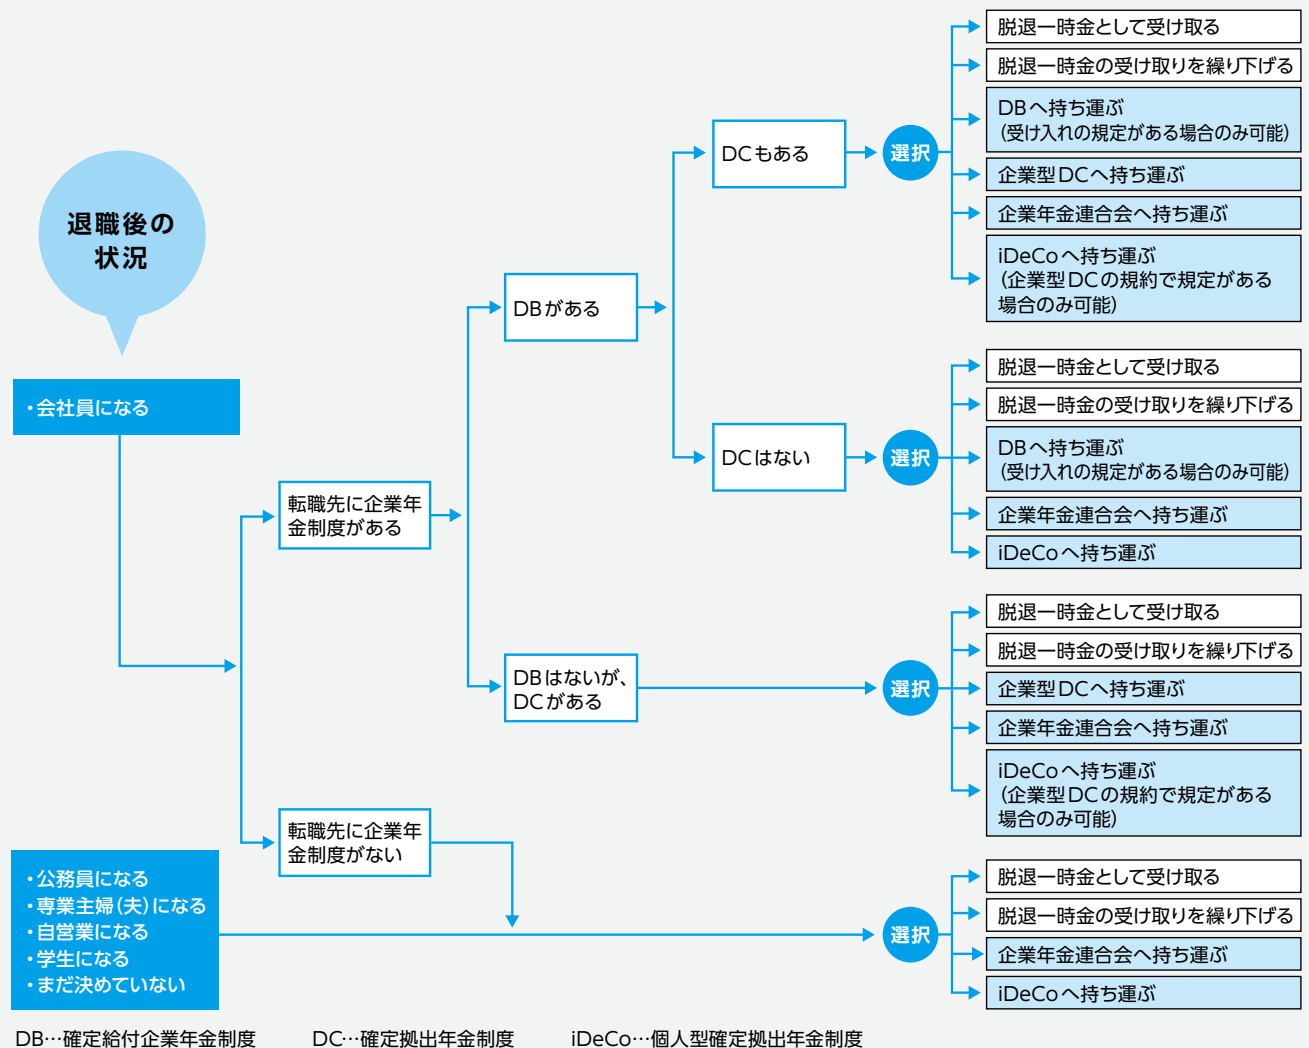 退職後の
状況
・会社員になる
転職先に企業年
金制度がある
転職先に企業年
金制度がない
DBがある
DBはないが、
DCがある
DCもある
DCはない
選択
脱退一時金として受け取る
脱退一時金の受け取りを繰り下げる
DBへ持ち運ぶ
(受け入れの規定がある場合のみ可能)
企業型DCへ持ち運ぶ
企業年金連合会へ持ち運ぶ
iDeCoへ持ち運ぶ
(企業型DCの規約で規定がある
場合のみ可能)
選択
脱退一時金として受け取る
脱退一時金の受け取りを繰り下げる
DBへ持ち運ぶ
(受け入れの規定がある場合のみ可能)
企業年金連合会へ持ち運ぶ
iDeCoへ持ち運ぶ
選択
脱退一時金として受け取る
脱退一時金の受け取りを繰り下げる
企業型DCへ持ち運ぶ
企業年金連合会へ持ち運ぶ
iDeCoへ持ち運ぶ
(企業型DCの規約で規定がある
場合のみ可能)
・公務員になる
・専業主婦(夫)になる
・自営業になる
・学生になる
・まだ決めていない
選択
脱退一時金として受け取る
脱退一時金の受け取りを繰り下げる
企業年金連合会へ持ち運ぶ
iDeCoへ持ち運ぶ
DB…確定給付企業年金制度 DC…確定拠出年金制度 iDeCo…個人型確定拠出年金制度